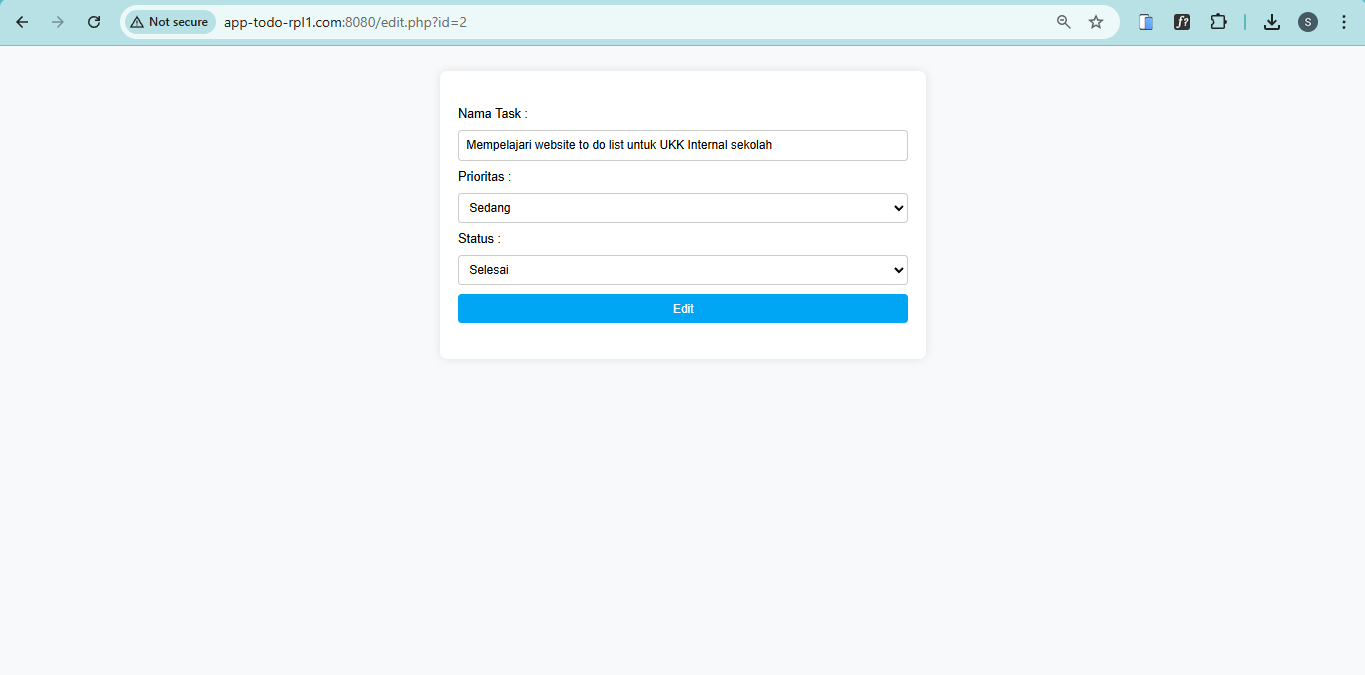 Not secure
app-todo-rpl1.com:8080/edit.php?id=2
f?
S
Nama Task :
Mempelajari website to do list untuk UKK Internal sekolah
Prioritas :
Sedang
Status :
Selesai
Edit